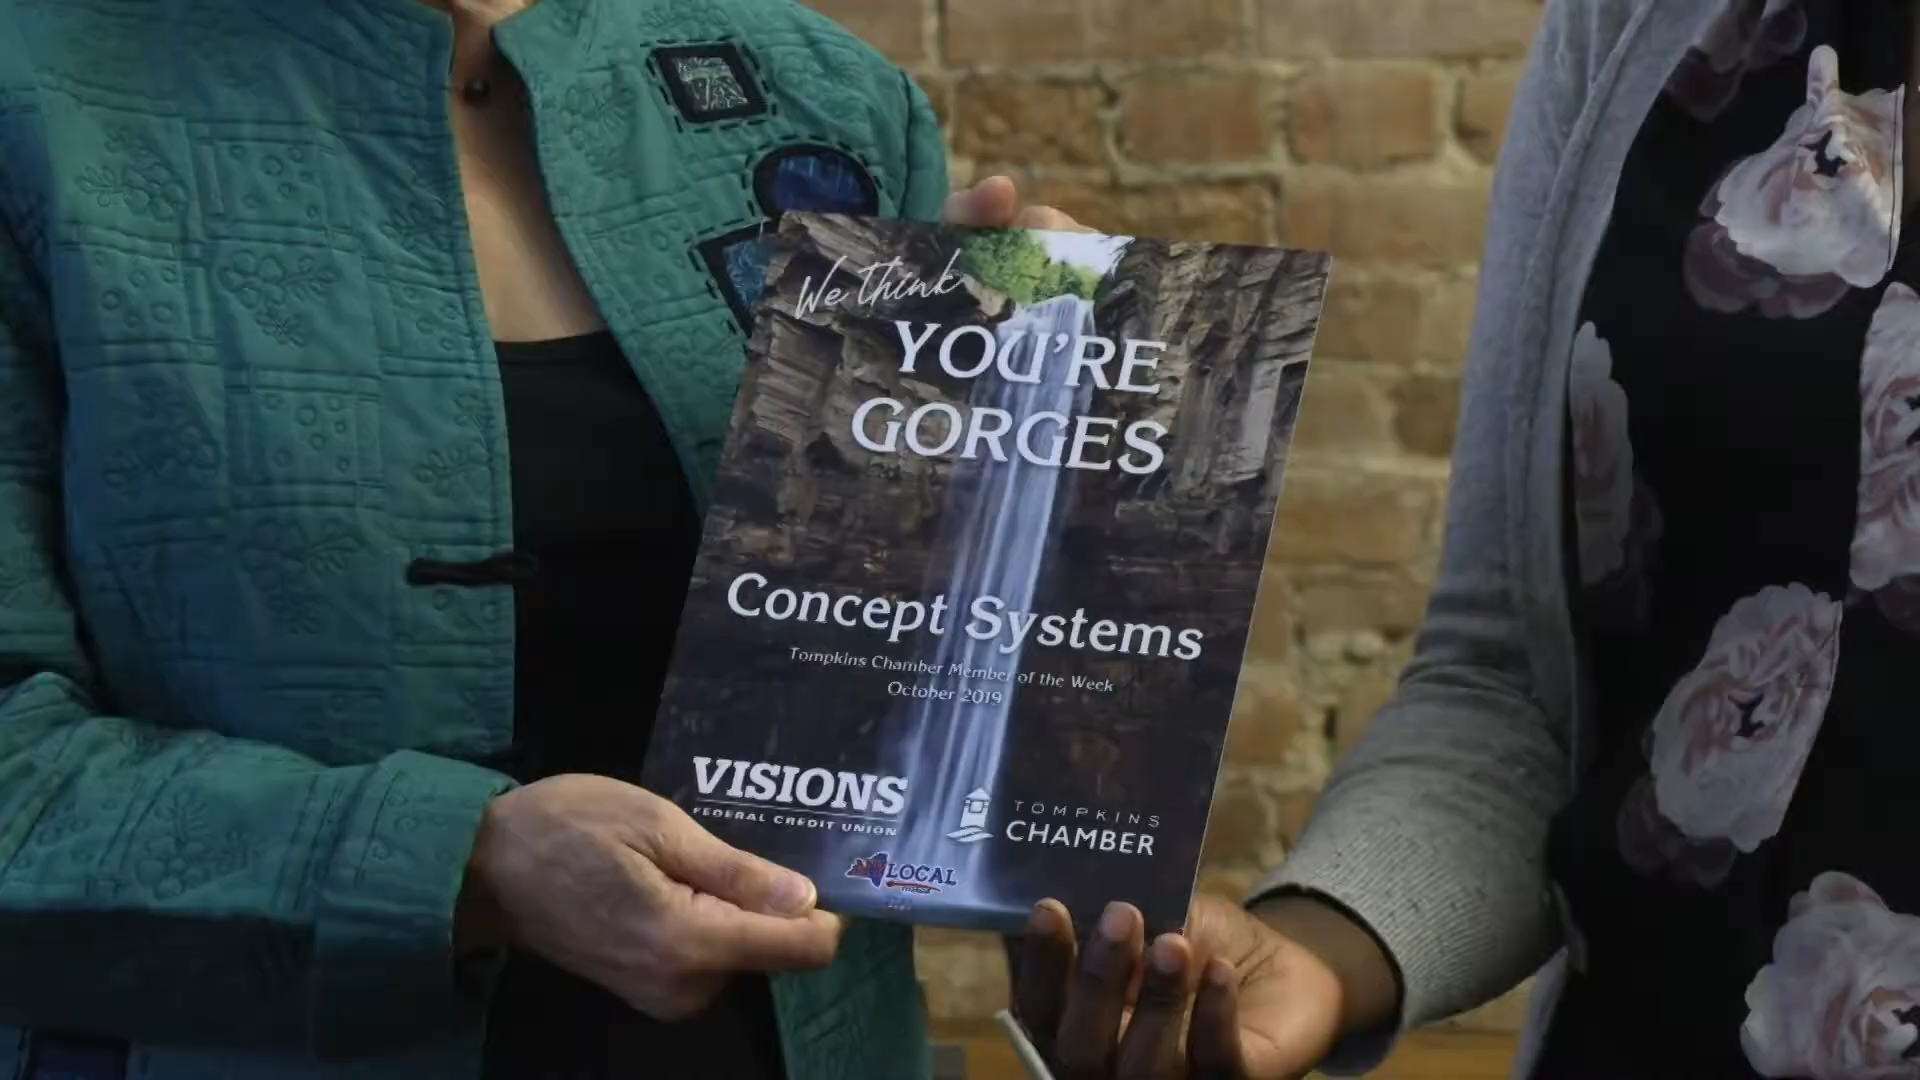 We Think
YOU'RE
GORGES
Concept Systems
Tompkins Chamber Member of the Week
October 2019
VISIONS
FEDERAL CREDIT UNION
TOMPKINS
CHAMBER
NY LOCAL